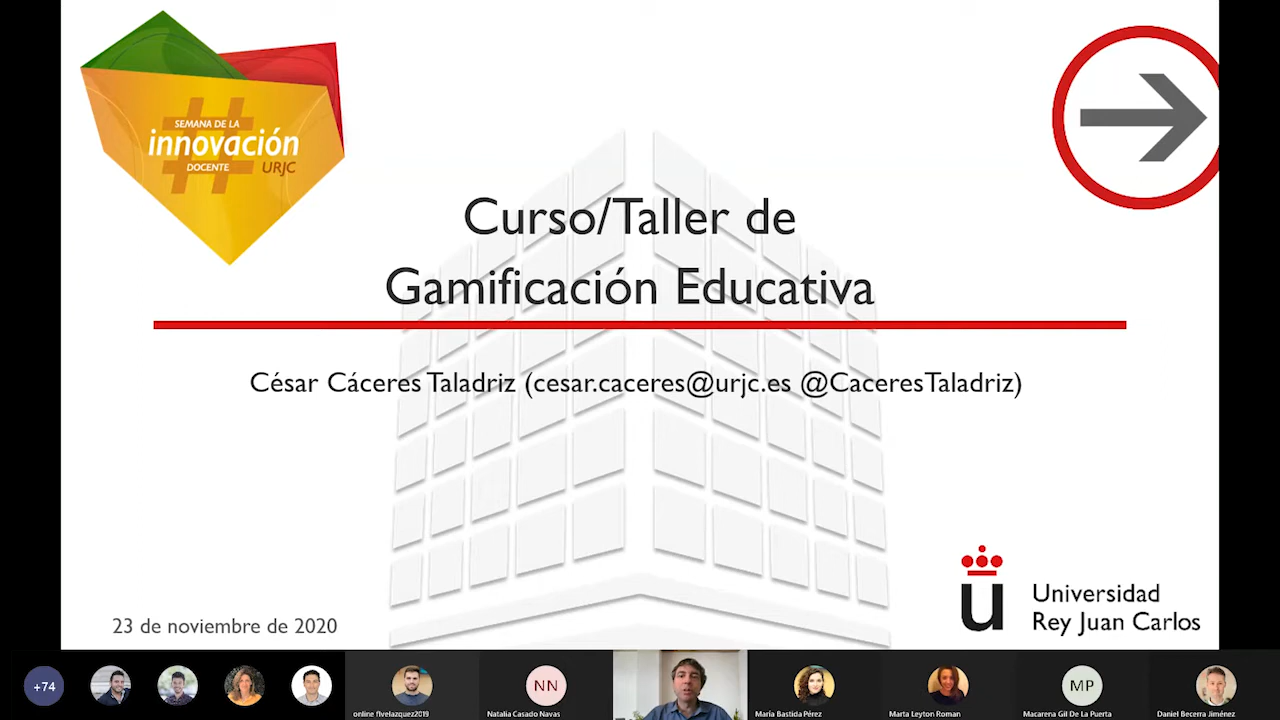 SEMANA DE LA
innovación
DOCENTE URJC
Curso/Taller de
Gamificación Educativa
César Cáceres Taladriz (cesar.caceres@urjc.es @CaceresTaladriz)
23 de noviembre de 2020
Universidad
Rey Juan Carlos
+74
online flvelazquez2019
NN
Natalia Casado Navas
María Bastida Pérez
Marta Leyton Roman
MP
Macarena Gil De La Puerta
Daniel Becerra Jiménez